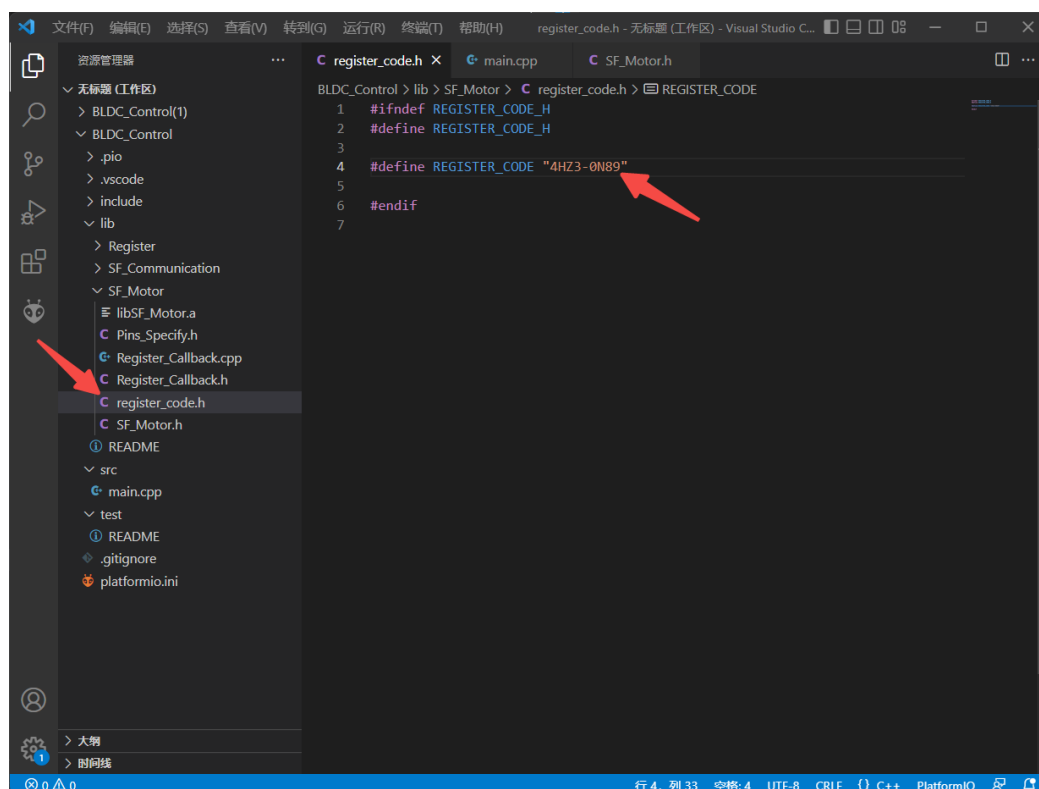 文件(F) 编辑(E) 选择(S) 查看(V) 转到(G) 运行(R) 终端(T) 帮助(H) register_code.h - 无标题 (工作区) - Visual Studio C...
资源管理器 ···
无标题 (工作区)
BLDC_Control(1)
BLDC_Control
.pio
.vscode
include
lib
Register
SF_Communication
SF_Motor
libSF_Motor.a
Pins_Specify.h
Register_Callback.cpp
Register_Callback.h
register_code.h
SF_Motor.h
README
src
main.cpp
test
README
.gitignore
platformio.ini
大纲
时间线
1
register_code.h main.cpp SF_Motor.h
BLDC_Control > lib > SF_Motor > C register_code.h > REGISTER_CODE
1 #ifndef REGISTER_CODE_H
2 #define REGISTER_CODE_H
3
4 #define REGISTER_CODE "4HZ3-0N89"
5
6 #endif
7
0 0 行 4，列 33 空格: 4 UTF-8 CRLF {} C++ PlatformIO